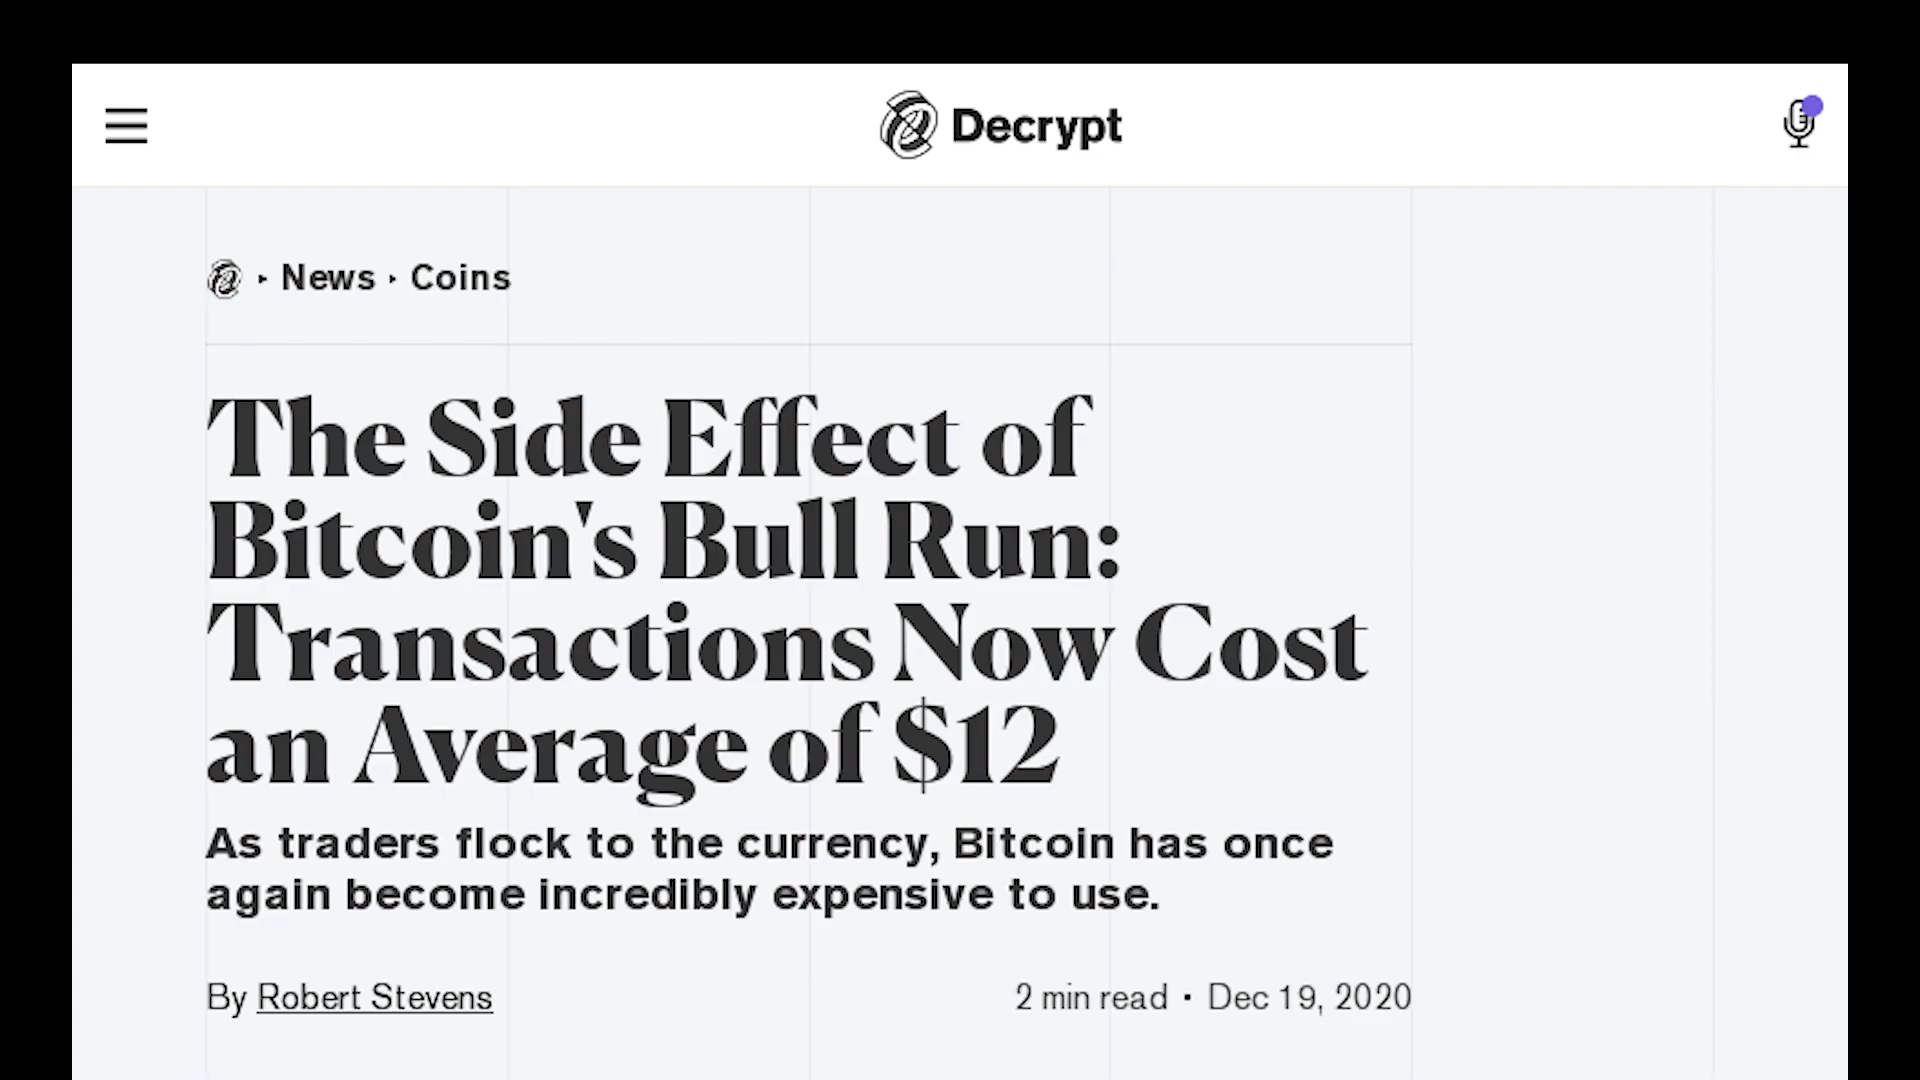 Decrypt
News
Coins
The Side Effect of
Bitcoin's Bull Run:
Transactions Now Cost
an Average of $12
As traders flock to the currency, Bitcoin has once
again become incredibly expensive to use.
By Robert Stevens
2 min read • Dec 19, 2020